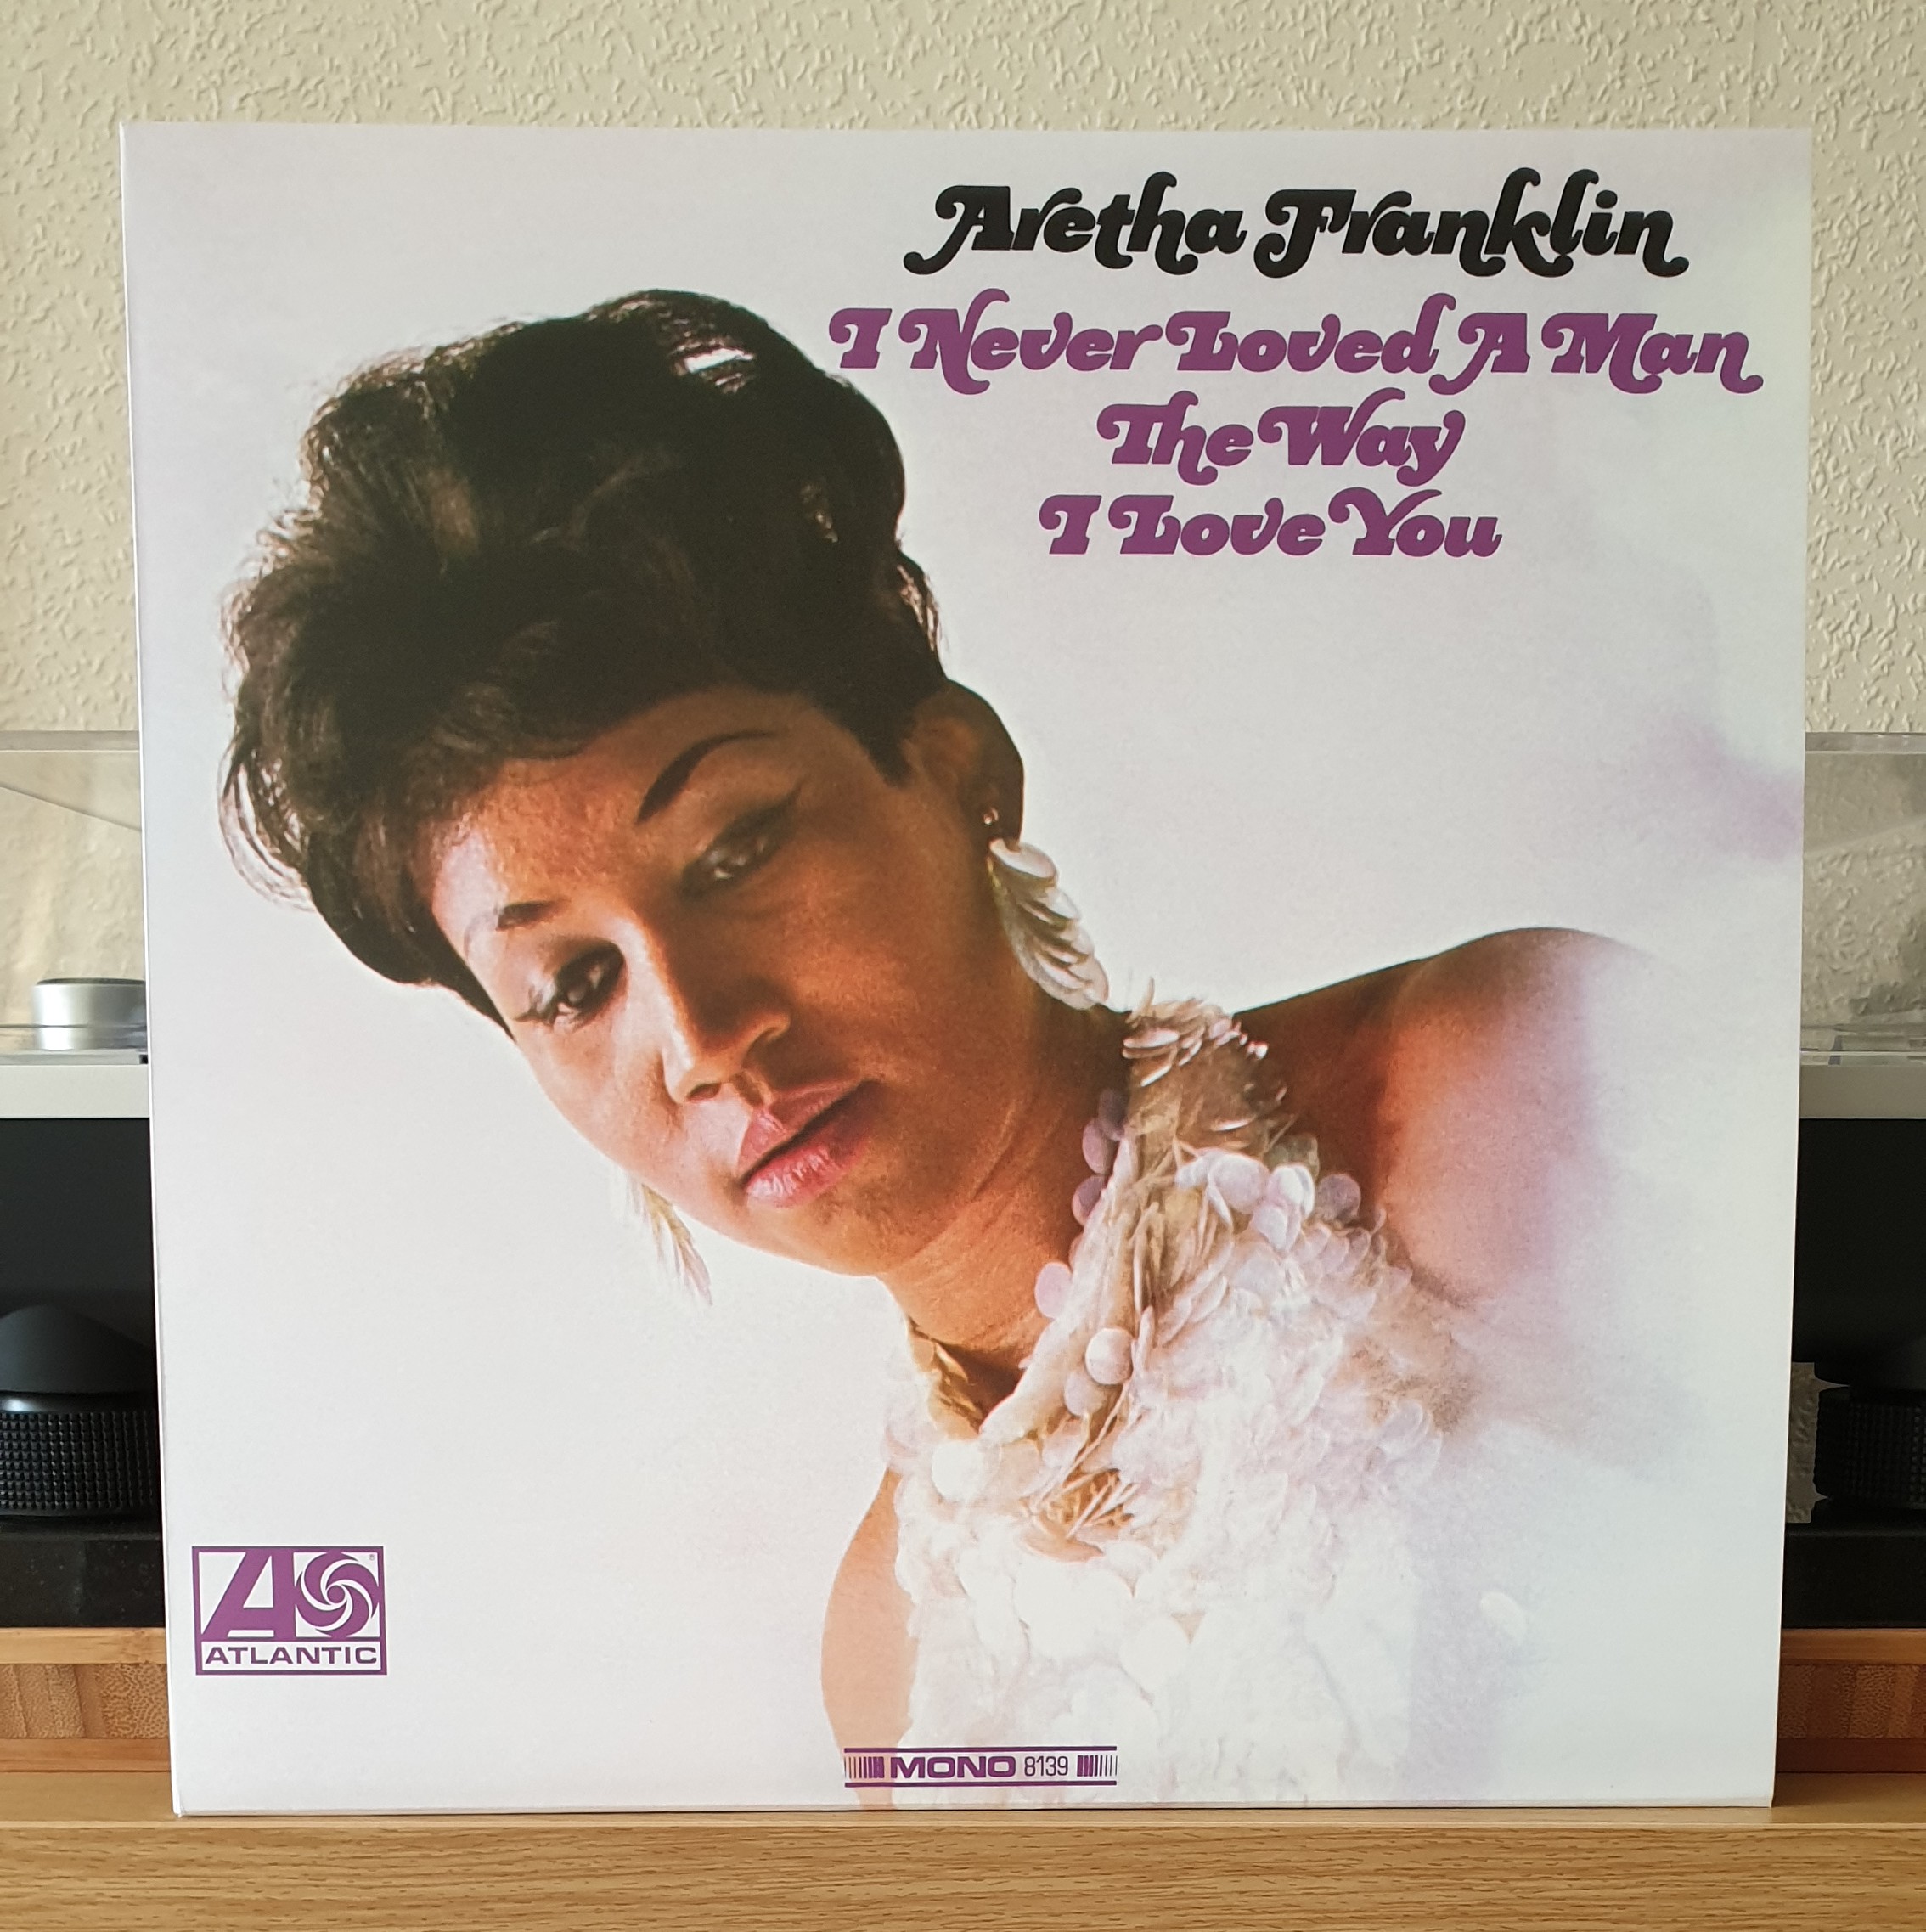 Aretha Franklin
I Never Loved A Man
The Way
I Love You
ATLANTIC
MONO 8139